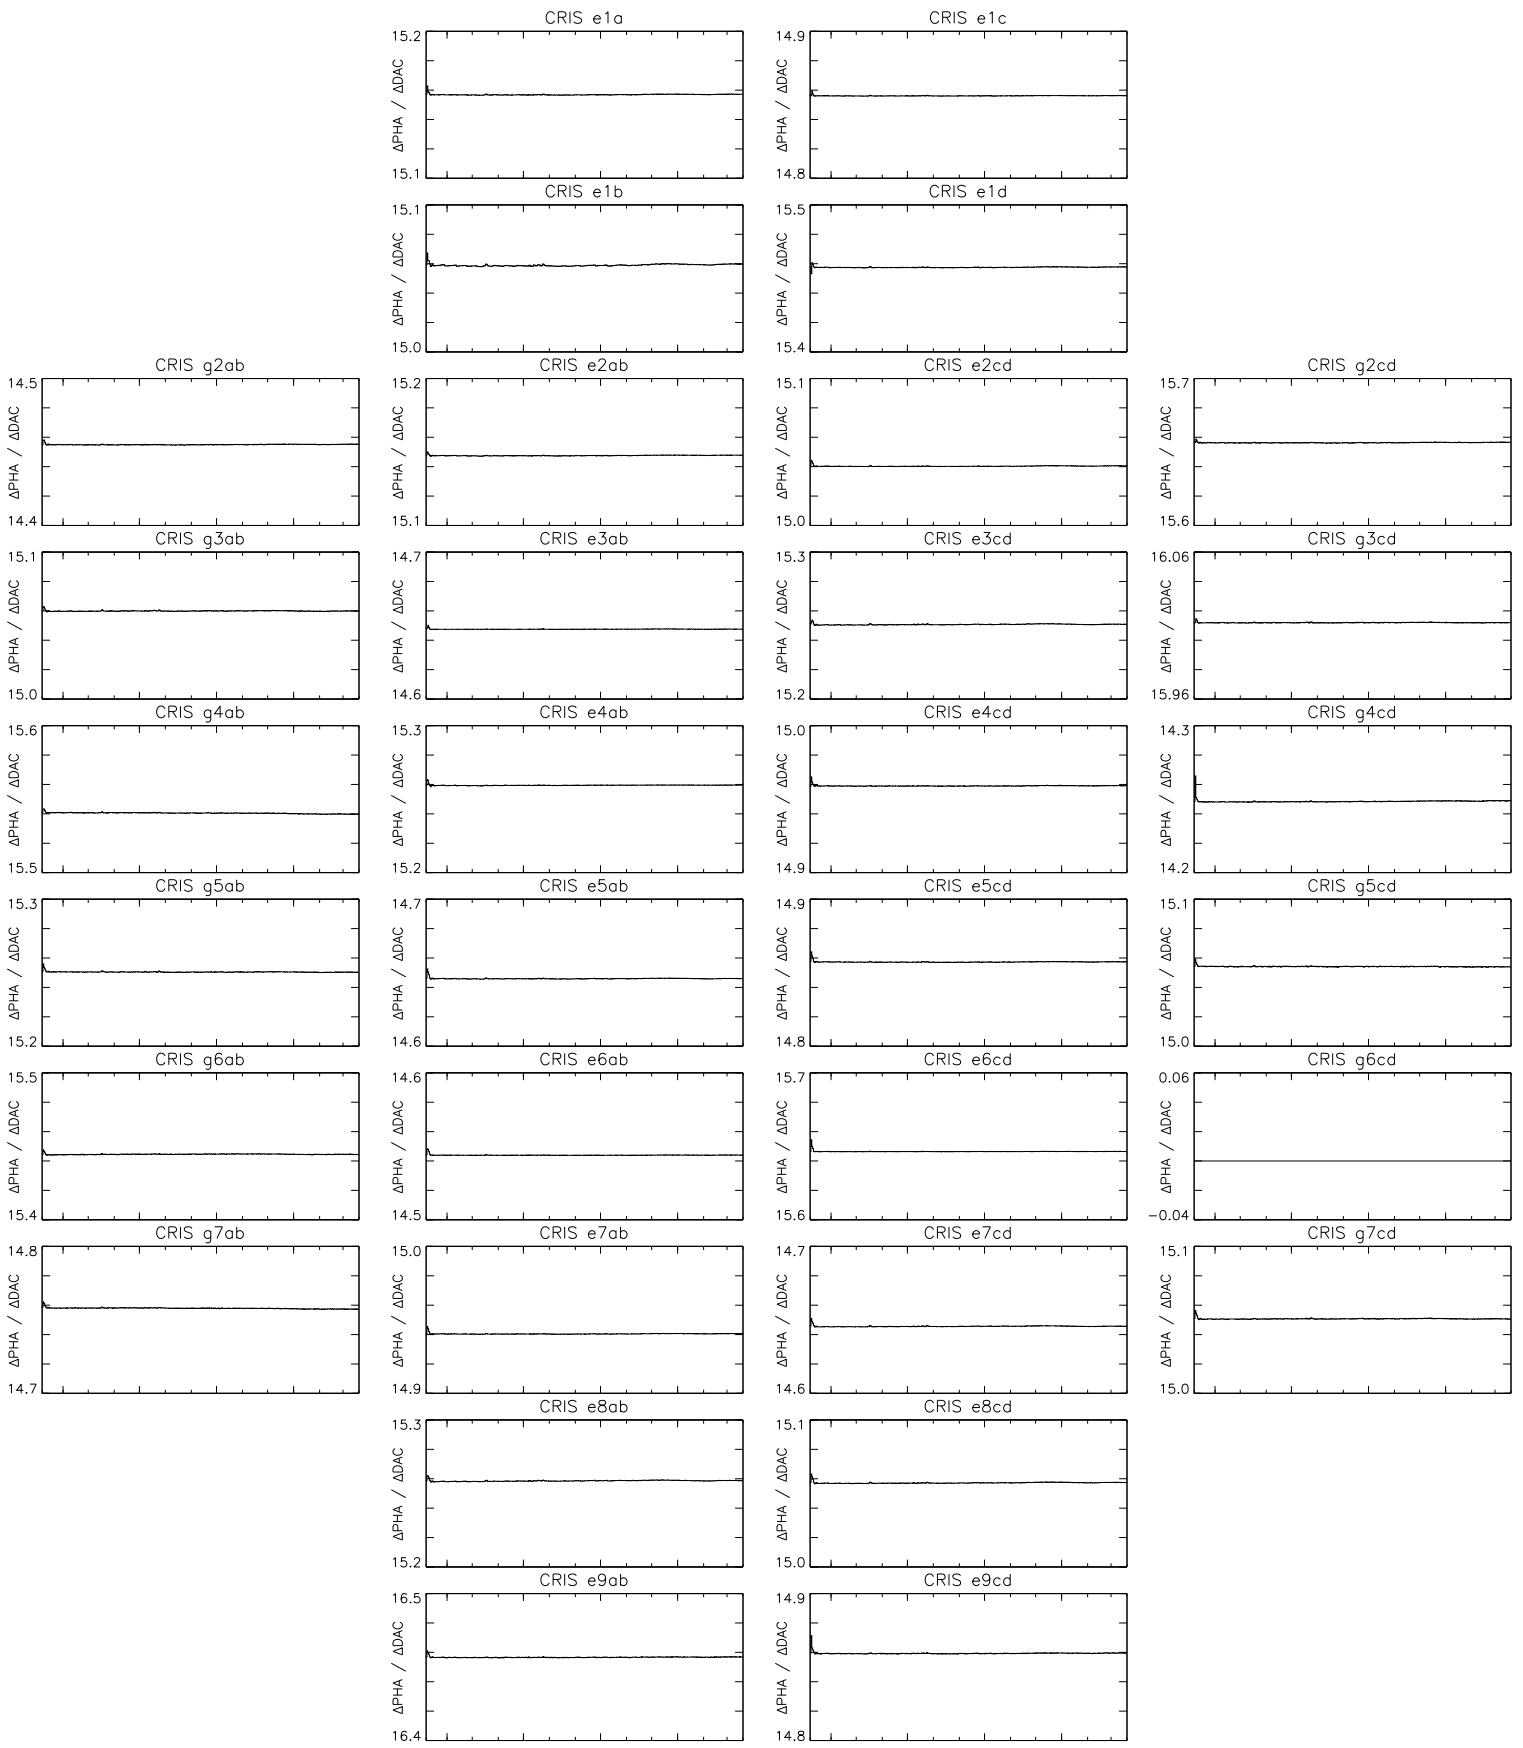 CRIS e1a
15.2
ΔPHA / ΔDAC
15.1
CRIS e1c
14.9
ΔPHA / ΔDAC
14.8
CRIS e1b
15.1
ΔPHA / ΔDAC
15.0
CRIS e1d
15.5
ΔPHA / ΔDAC
15.4
CRIS g2ab
14.5
ΔPHA / ΔDAC
14.4
CRIS e2ab
15.2
ΔPHA / ΔDAC
15.1
CRIS e2cd
15.1
ΔPHA / ΔDAC
15.0
CRIS g2cd
15.7
ΔPHA / ΔDAC
15.6
CRIS g3ab
15.1
ΔPHA / ΔDAC
15.0
CRIS e3ab
14.7
ΔPHA / ΔDAC
14.6
CRIS e3cd
15.3
ΔPHA / ΔDAC
15.2
CRIS g3cd
16.06
ΔPHA / ΔDAC
15.96
CRIS g4ab
15.6
ΔPHA / ΔDAC
15.5
CRIS e4ab
15.3
ΔPHA / ΔDAC
15.2
CRIS e4cd
15.0
ΔPHA / ΔDAC
14.9
CRIS g4cd
14.3
ΔPHA / ΔDAC
14.2
CRIS g5ab
15.3
ΔPHA / ΔDAC
15.2
CRIS e5ab
14.7
ΔPHA / ΔDAC
14.6
CRIS e5cd
14.9
ΔPHA / ΔDAC
14.8
CRIS g5cd
15.1
ΔPHA / ΔDAC
15.0
CRIS g6ab
15.5
ΔPHA / ΔDAC
15.4
CRIS e6ab
14.6
ΔPHA / ΔDAC
14.5
CRIS e6cd
15.7
ΔPHA / ΔDAC
15.6
CRIS g6cd
0.06
ΔPHA / ΔDAC
−0.04
CRIS g7ab
14.8
ΔPHA / ΔDAC
14.7
CRIS e7ab
15.0
ΔPHA / ΔDAC
14.9
CRIS e7cd
14.7
ΔPHA / ΔDAC
14.6
CRIS g7cd
15.1
ΔPHA / ΔDAC
15.0
CRIS e8ab
15.3
ΔPHA / ΔDAC
15.2
CRIS e8cd
15.1
ΔPHA / ΔDAC
15.0
CRIS e9ab
16.5
ΔPHA / ΔDAC
16.4
CRIS e9cd
14.9
ΔPHA / ΔDAC
14.8